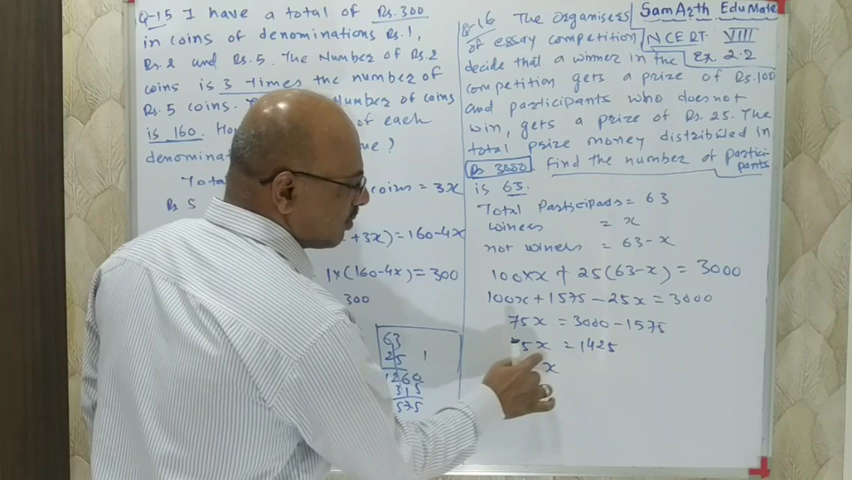 Q-15 I have a total of Rs.300
in coins of denominations Rs.1,
Rs.2 and Rs.5. The Number of Rs.2
coins is 3 Times the number of
Rs.5 coins. Number of coins
is 160. of each
denomin ?
Tota coins = 3x
Rs 5
+3x)=160-4x
1x(160-4x)=300
300
63
25
1260
315
575
SamArth EduMate
NCERT VIII
Ex. 2.2
Q-16 The organisers
of essay competition
decide that a winner in the
competition gets a prize of Rs.100
and participants who does not
win, gets a prize of Rs.25. The
total prize money distributed in
Rs 3000. Find the number of participants
is 63.
Total Participads = 63
winers = x
not winers = 63-x
100xx + 25(63-x) = 3000
100x+1575-25x=3000
75x = 3000-1575
5x = 1425
x